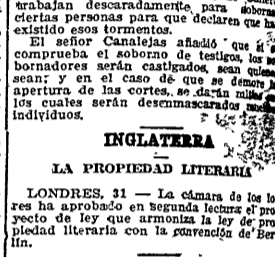 trabajan descaradamente para sobornar
ciertas personas para que declaren que ha
existido esos tormentos.
El señor Canalejas añadió que si
comprueba el soborno de testigos, los
bornadores serán castigados, sean quienes
sean; y en el caso de que se demore
apertura de las cortes, se darán
los cuales serán desenmascarados
individuos.
INGLATERRA
LA PROPIEDAD LITERARIA
LONDRES, 31 — La cámara de los lo
res ha aprobado en segunda lectura el pro
yecto de ley que armoniza la ley de pro
piedad literaria con la convención de Ber
lín.